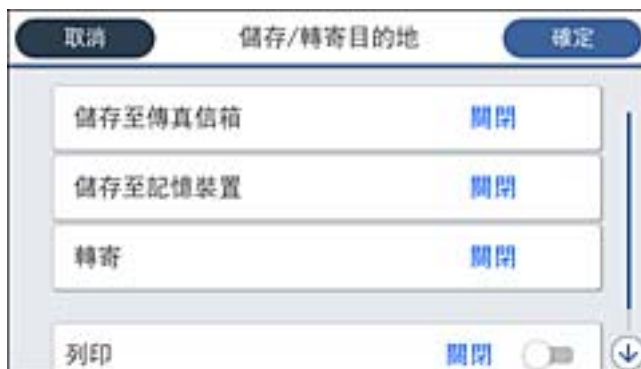 取消 儲存/轉寄目的地 確定
儲存至傳真信箱 關閉
儲存至記憶裝置 關閉
轉寄 關閉
列印 關閉